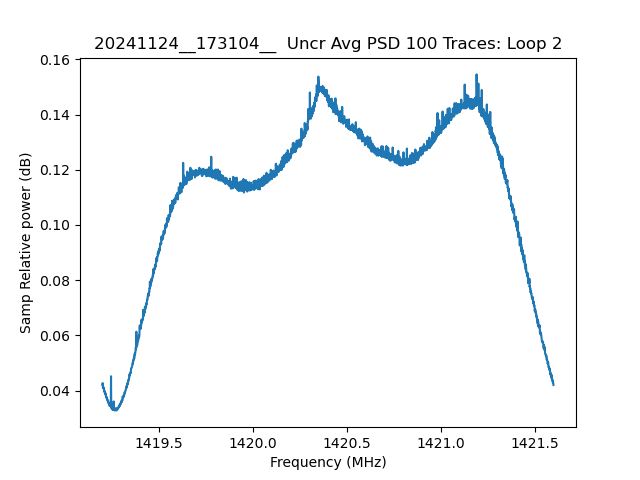 20241124__173104__  Uncr Avg PSD 100 Traces: Loop 2
0.16
0.14
0.12
0.10
0.08
0.06
0.04
Samp Relative power (dB)
1419.5 1420.0 1420.5 1421.0 1421.5
Frequency (MHz)